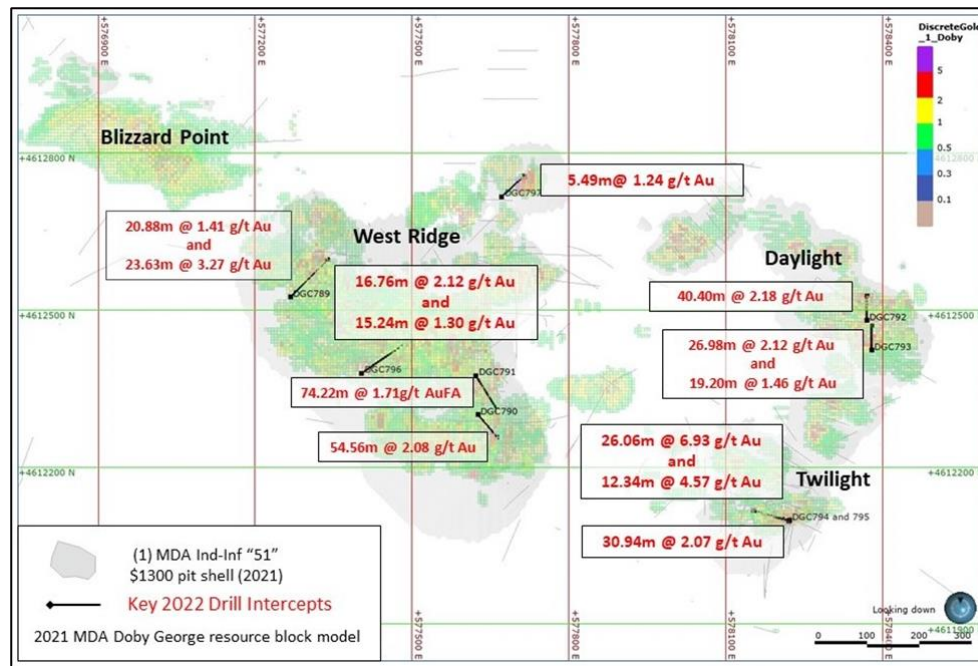 +576900 E
+577200 E
+577500 E
+577800 E
+578100 E
+578400 E
DiscreteGold
_1_Doby
5
2
1
0.5
0.3
0.1
Blizzard Point
+4612800 N
+4612800
DGC797
5.49m@ 1.24 g/t Au
20.88m @ 1.41 g/t Au
and
23.63m @ 3.27 g/t Au
West Ridge
DGC789
16.76m @ 2.12 g/t Au
and
15.24m @ 1.30 g/t Au
Daylight
40.40m @ 2.18 g/t Au
DGC792
+4612500 N
+4612500
26.98m @ 2.12 g/t Au
and
19.20m @ 1.46 g/t Au
DGC793
DGC796
DGC791
74.22m @ 1.71g/t AuFA
DGC790
54.56m @ 2.08 g/t Au
26.06m @ 6.93 g/t Au
and
12.34m @ 4.57 g/t Au
+4612200 N
+4612200
Twilight
DGC794 and 795
30.94m @ 2.07 g/t Au
(1) MDA Ind-Inf "51"
$1300 pit shell (2021)
Key 2022 Drill Intercepts
2021 MDA Doby George resource block model
+577500 E
+577800 E
+578100 E
+578400 E
Looking down
+4611900
0 100 200 300